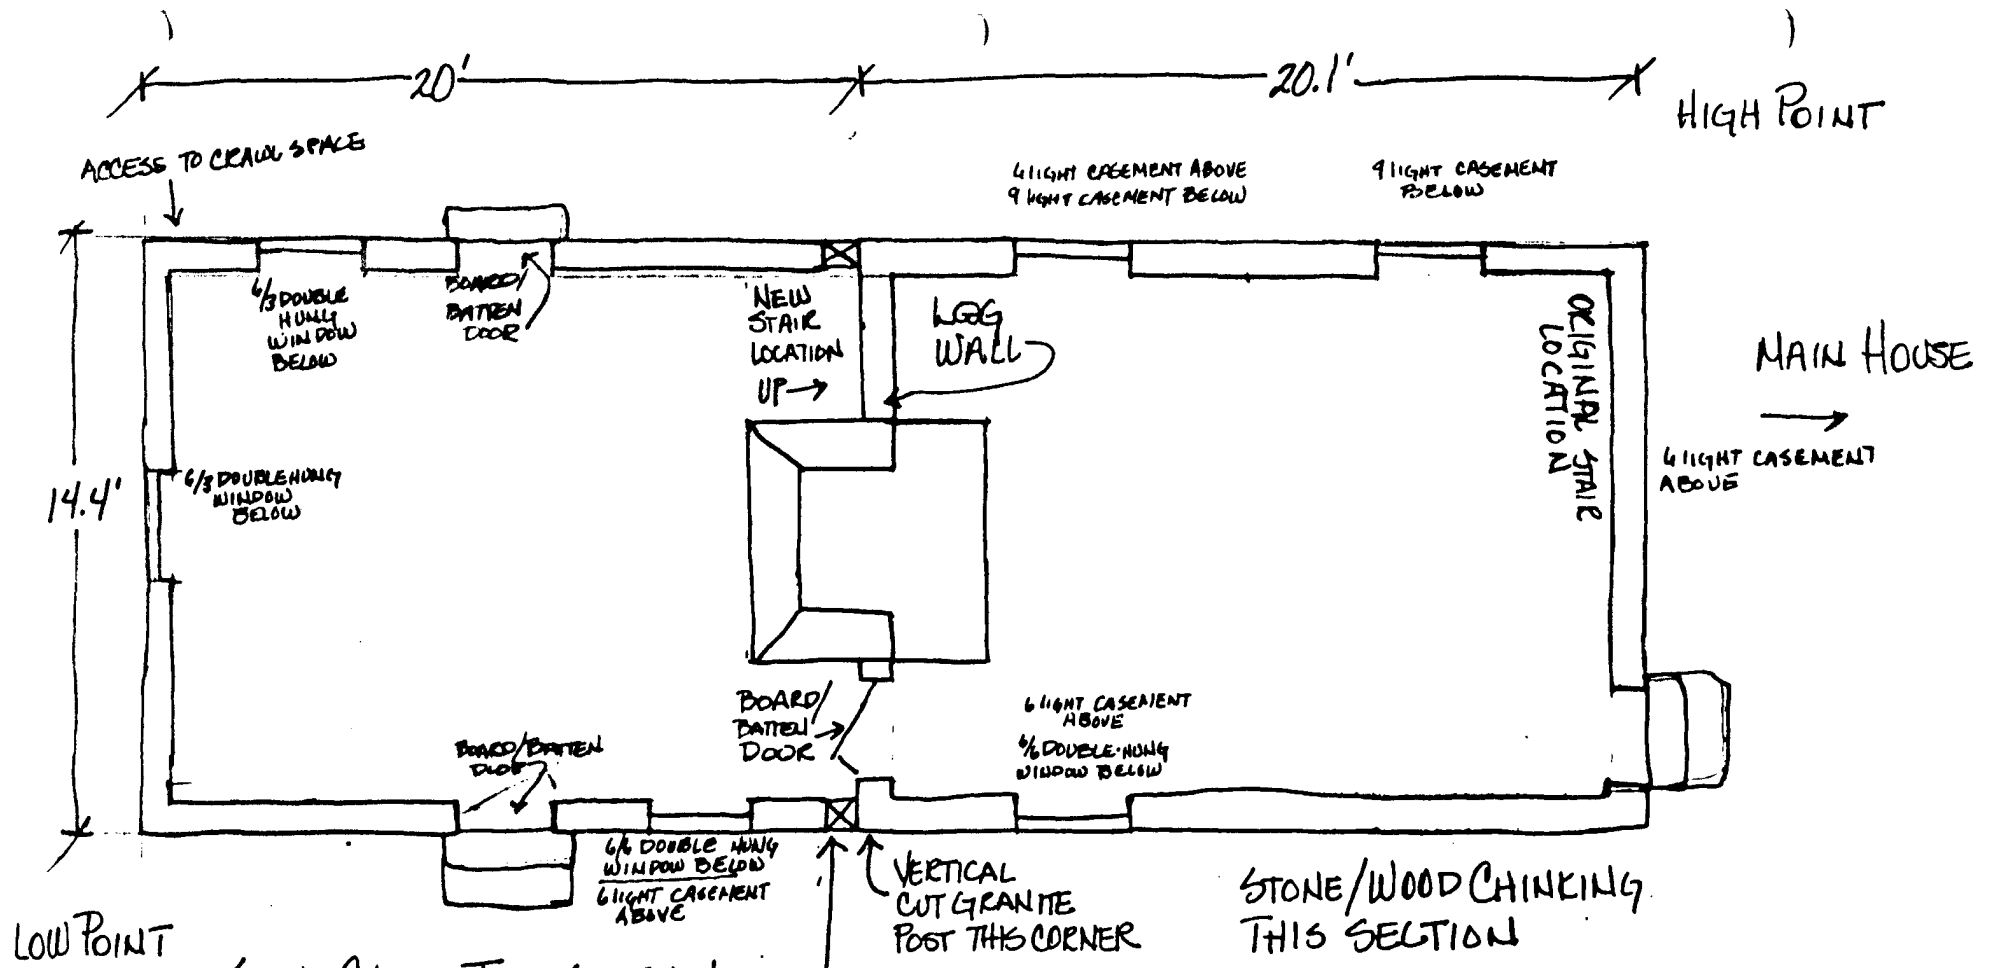 20'
20.1'
HIGH POINT
ACCESS TO CRAWL SPACE
4 LIGHT CASEMENT ABOVE
9 LIGHT CASEMENT BELOW
9 LIGHT CASEMENT
BELOW
6/3 DOUBLE
HUNG
WINDOW
BELOW
BOARD/
BATTEN
DOOR
NEW
STAIR
LOCATION
UP
LOG
WALL
ORIGINAL STAIR
LOCATION
MAIN HOUSE
4 LIGHT CASEMENT
ABOVE
14.4'
6/3 DOUBLE HUNG
WINDOW
BELOW
BOARD/
BATTEN
DOOR
6 LIGHT CASEMENT
ABOVE
6/6 DOUBLE-HUNG
WINDOW BELOW
BOARD/BATTEN
DOOR
6/6 DOUBLE HUNG
WINDOW BELOW
6 LIGHT CASEMENT
ABOVE
VERTICAL
CUT GRANITE
POST THIS CORNER
STONE/WOOD CHINKING
THIS SECTION
LOW POINT